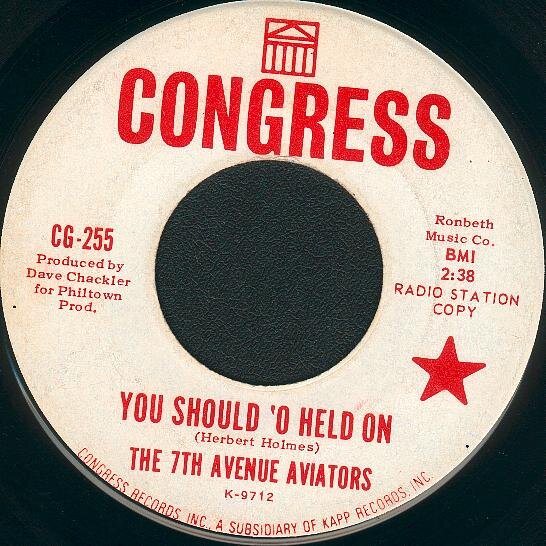 CONGRESS
CG-255
Produced by
Dave Chackler
for Philtown
Prod.
Ronbeth
Music Co.
BMI
2:38
RADIO STATION
COPY
YOU SHOULD 'O HELD ON
(Herbert Holmes)
THE 7TH AVENUE AVIATORS
K-9712
CONGRESS RECORDS, INC., A SUBSIDIARY OF KAPP RECORDS, INC.